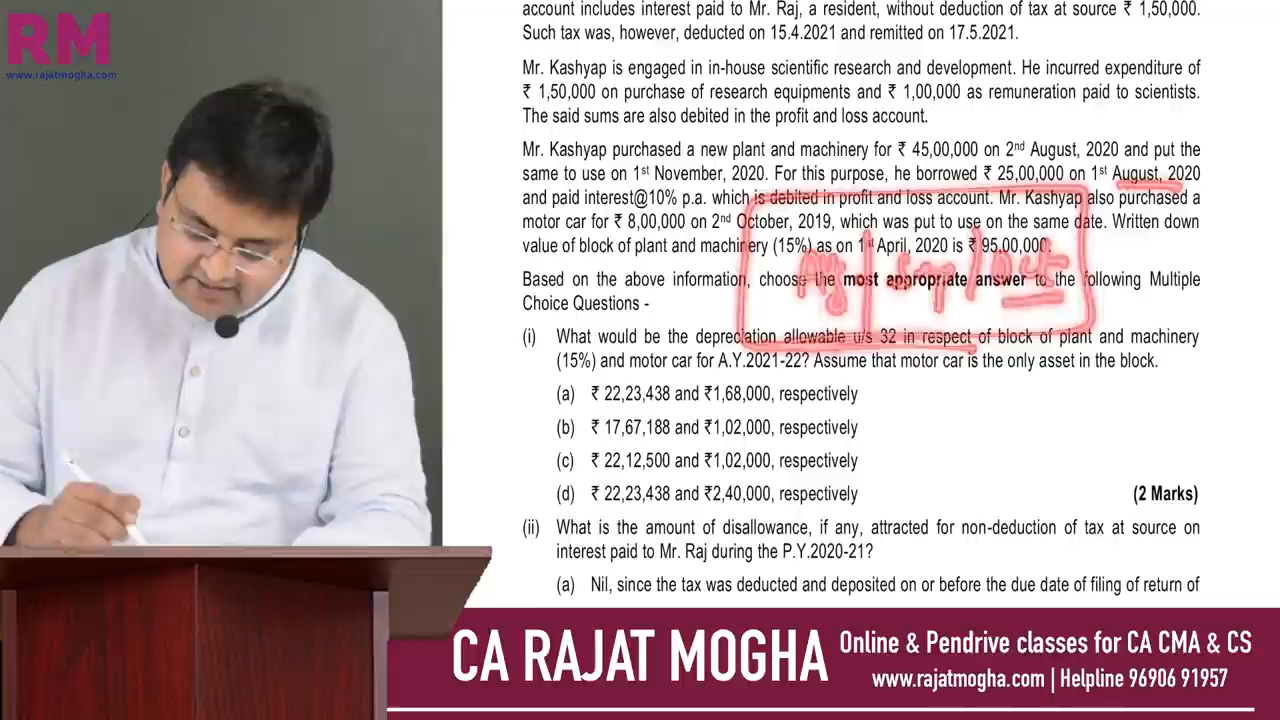 RM
www.rajatmogha.com
account includes interest paid to Mr. Raj, a resident, without deduction of tax at source ₹ 1,50,000.
Such tax was, however, deducted on 15.4.2021 and remitted on 17.5.2021.
Mr. Kashyap is engaged in in-house scientific research and development. He incurred expenditure of
₹ 1,50,000 on purchase of research equipments and ₹ 1,00,000 as remuneration paid to scientists.
The said sums are also debited in the profit and loss account.
Mr. Kashyap purchased a new plant and machinery for ₹ 45,00,000 on 2nd August, 2020 and put the
same to use on 1st November, 2020. For this purpose, he borrowed ₹ 25,00,000 on 1st August, 2020
and paid interest@10% p.a. which is debited in profit and loss account. Mr. Kashyap also purchased a
motor car for ₹ 8,00,000 on 2nd October, 2019, which was put to use on the same date. Written down
value of block of plant and machinery (15%) as on 1st April, 2020 is ₹ 95,00,000.
Aug Sep Oct
Based on the above information, choose the most appropriate answer to the following Multiple
Choice Questions -
(i) What would be the depreciation allowable u/s 32 in respect of block of plant and machinery
(15%) and motor car for A.Y.2021-22? Assume that motor car is the only asset in the block.
(a) ₹ 22,23,438 and ₹1,68,000, respectively
(b) ₹ 17,67,188 and ₹1,02,000, respectively
(c) ₹ 22,12,500 and ₹1,02,000, respectively
(d) ₹ 22,23,438 and ₹2,40,000, respectively (2 Marks)
(ii) What is the amount of disallowance, if any, attracted for non-deduction of tax at source on
interest paid to Mr. Raj during the P.Y.2020-21?
(a) Nil, since the tax was deducted and deposited on or before the due date of filing of return of
CA RAJAT MOGHA
Online & Pendrive classes for CA CMA & CS
www.rajatmogha.com | Helpline 96906 91957